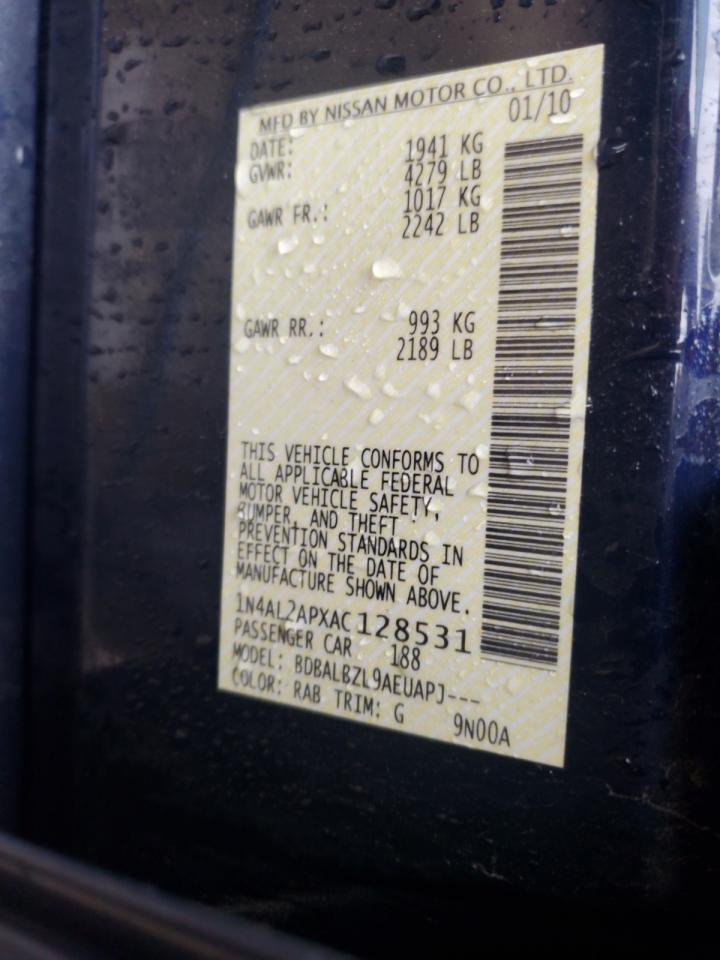 MFD BY NISSAN MOTOR CO., LTD.
DATE: 01/10
GVWR: 1941 KG
4279 LB
GAWR FR.: 1017 KG
2242 LB
GAWR RR.: 993 KG
2189 LB
THIS VEHICLE CONFORMS TO
ALL APPLICABLE FEDERAL
MOTOR VEHICLE SAFETY,
BUMPER, AND THEFT
PREVENTION STANDARDS IN
EFFECT ON THE DATE OF
MANUFACTURE SHOWN ABOVE.
1N4AL2APXAC128531
PASSENGER CAR 188
MODEL: BDBALBZL9AEUAPJ---
COLOR: RAB TRIM: G 9N00A